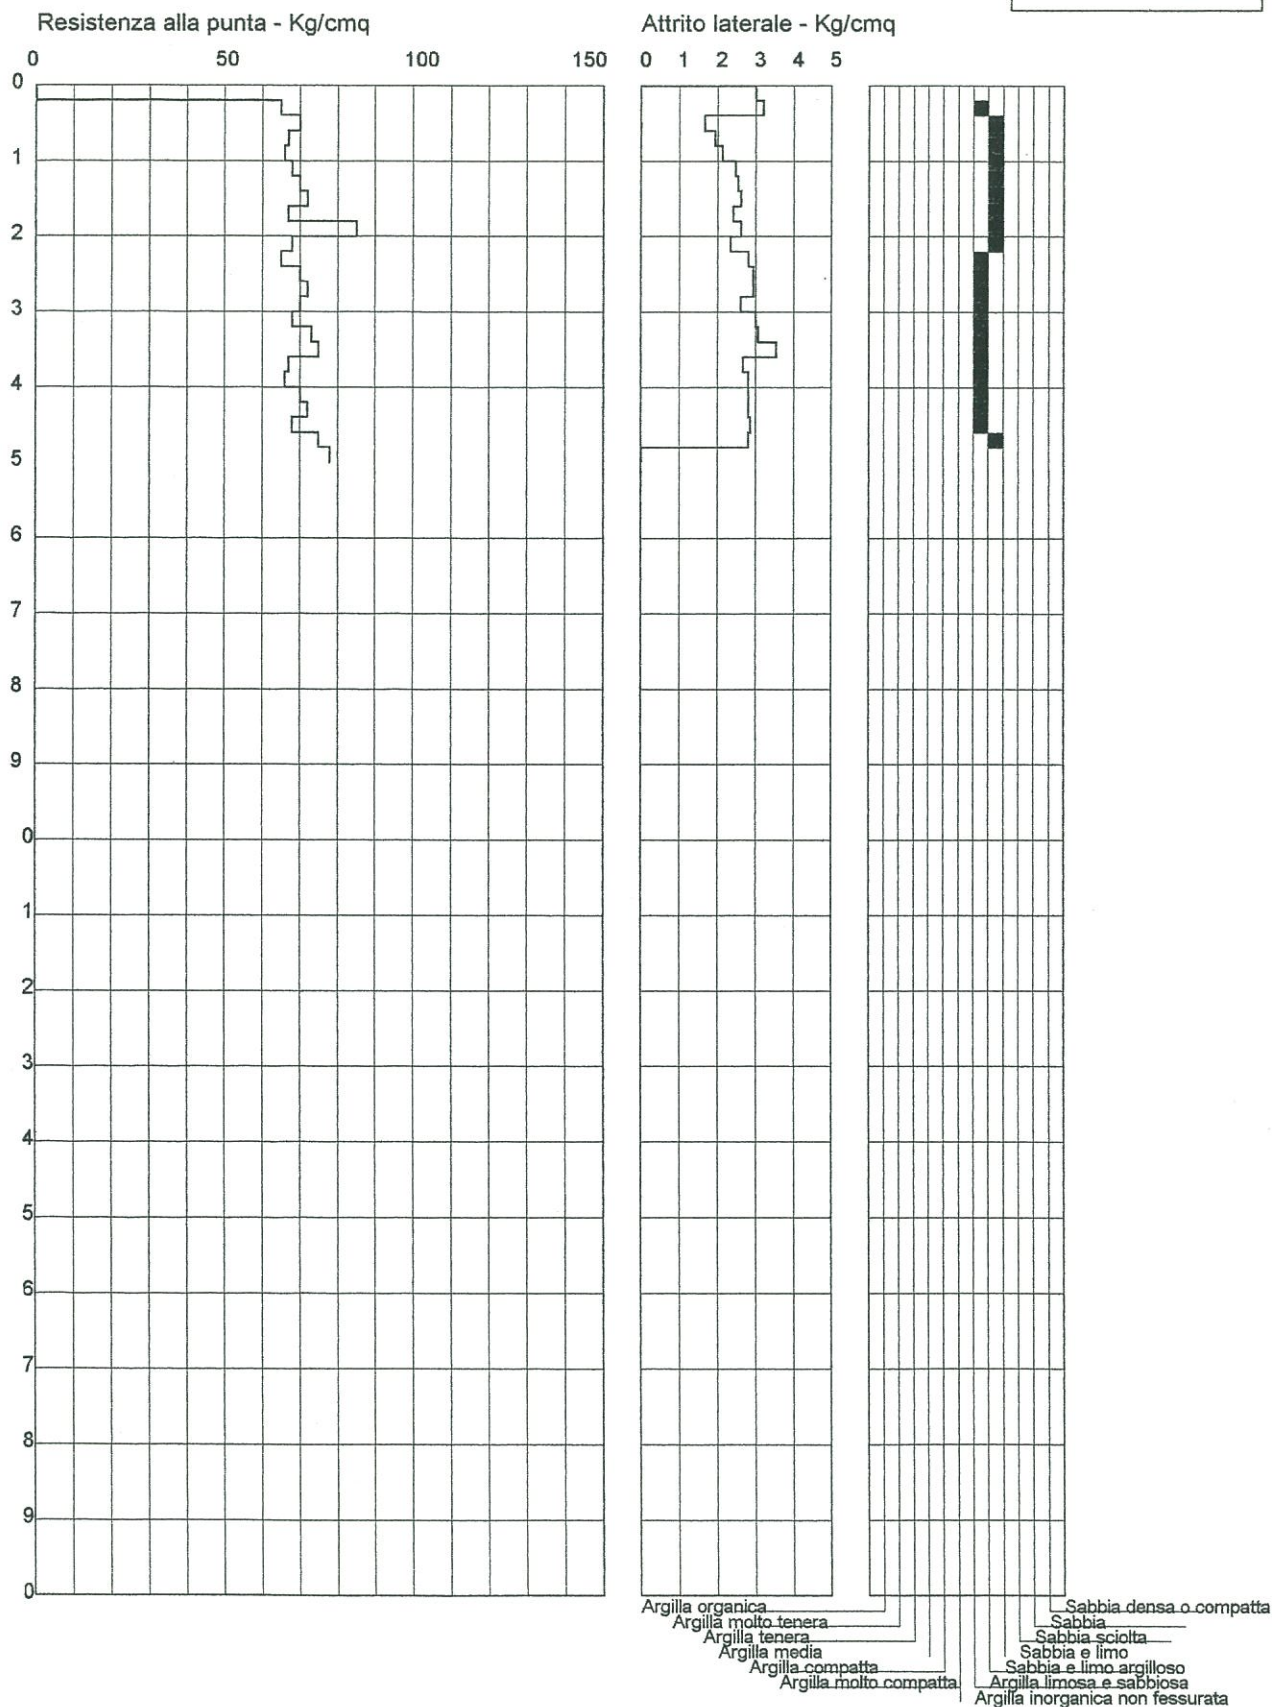 Resistenza alla punta - Kg/cmq
Attrito laterale - Kg/cmq
0 50 100 150
0 1 2 3 4 5
0
1
2
3
4
5
6
7
8
9
0
1
2
3
4
5
6
7
8
9
0
Argilla organica
Sabbia densa o compatta
Argilla molto tenera
Sabbia
Argilla tenera
Sabbia sciolta
Argilla media
Sabbia e limo
Argilla compatta
Sabbia e limo argilloso
Argilla molto compatta
Argilla limosa e sabbiosa
Argilla inorganica non fessurata